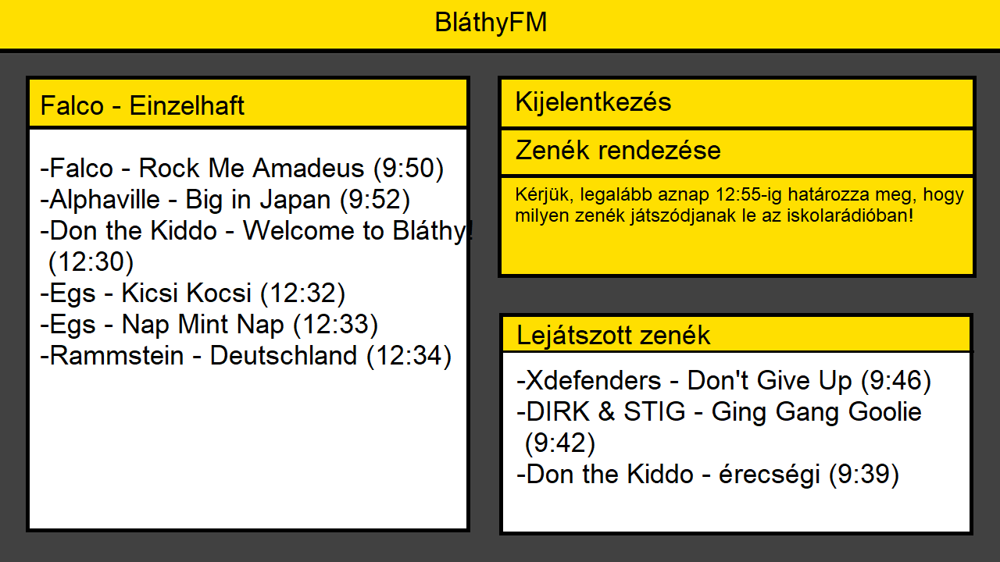 BláthyFM
Falco - Einzelhaft
-Falco - Rock Me Amadeus (9:50)
-Alphaville - Big in Japan (9:52)
-Don the Kiddo - Welcome to Bláthy!
(12:30)
-Egs - Kicsi Kocsi (12:32)
-Egs - Nap Mint Nap (12:33)
-Rammstein - Deutschland (12:34)
Kijelentkezés
Zenék rendezése
Kérjük, legalább aznap 12:55-ig határozza meg, hogy
milyen zenék játszódjanak le az iskolarádióban!
Lejátszott zenék
-Xdefenders - Don't Give Up (9:46)
-DIRK & STIG - Ging Gang Goolie
(9:42)
-Don the Kiddo - érecségi (9:39)